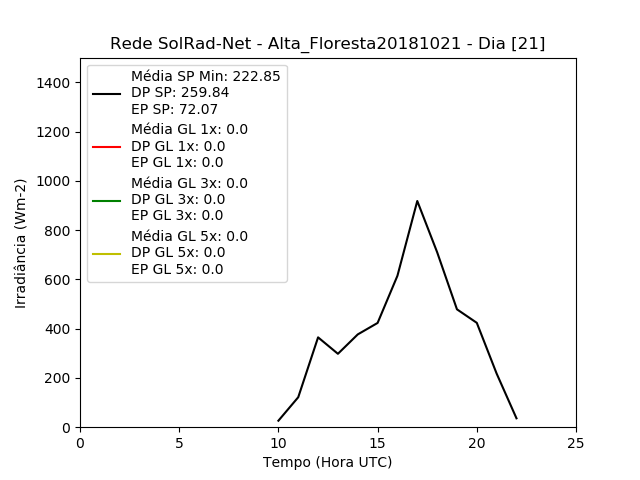 Rede SolRad-Net - Alta_Floresta20181021 - Dia [21]
Média SP Min: 222.85
DP SP: 259.84
EP SP: 72.07
Média GL 1x: 0.0
DP GL 1x: 0.0
EP GL 1x: 0.0
Média GL 3x: 0.0
DP GL 3x: 0.0
EP GL 3x: 0.0
Média GL 5x: 0.0
DP GL 5x: 0.0
EP GL 5x: 0.0
Irradiância (Wm-2)
1400
1200
1000
800
600
400
200
0
0 5 10 15 20 25
Tempo (Hora UTC)